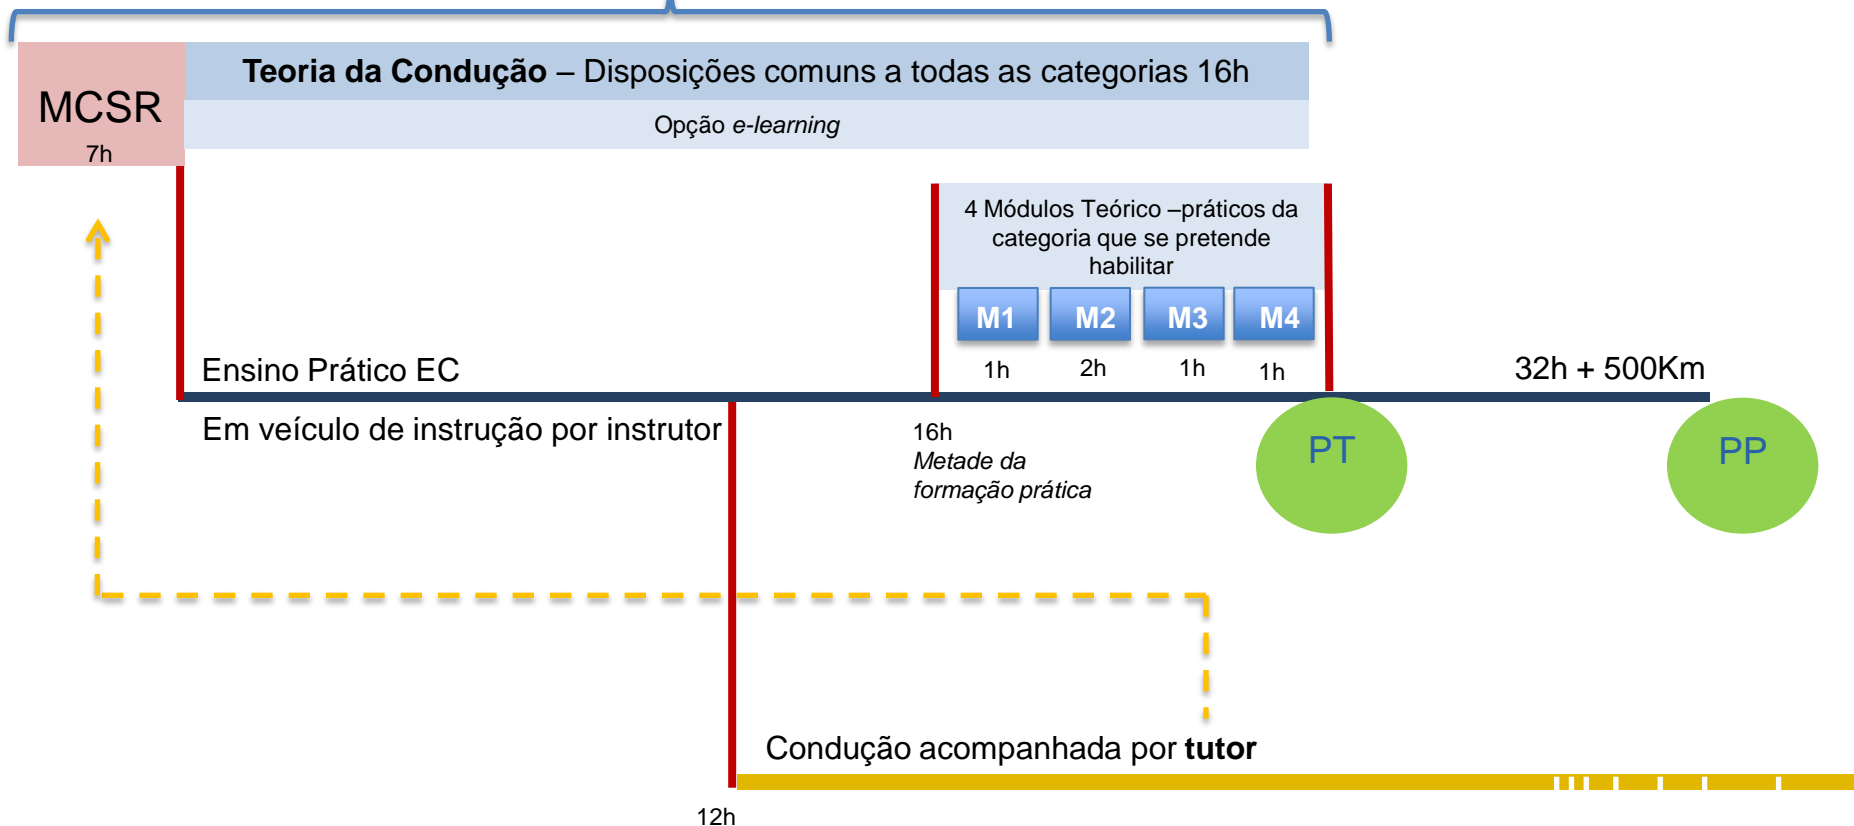 MCSR
7h
Teoria da Condução – Disposições comuns a todas as categorias 16h
Opção e-learning
4 Módulos Teórico –práticos da
categoria que se pretende
habilitar
M1 M2 M3 M4
1h 2h 1h 1h
Ensino Prático EC
32h + 500Km
Em veículo de instrução por instrutor
16h
Metade da
formação prática
PT
PP
Condução acompanhada por tutor
12h